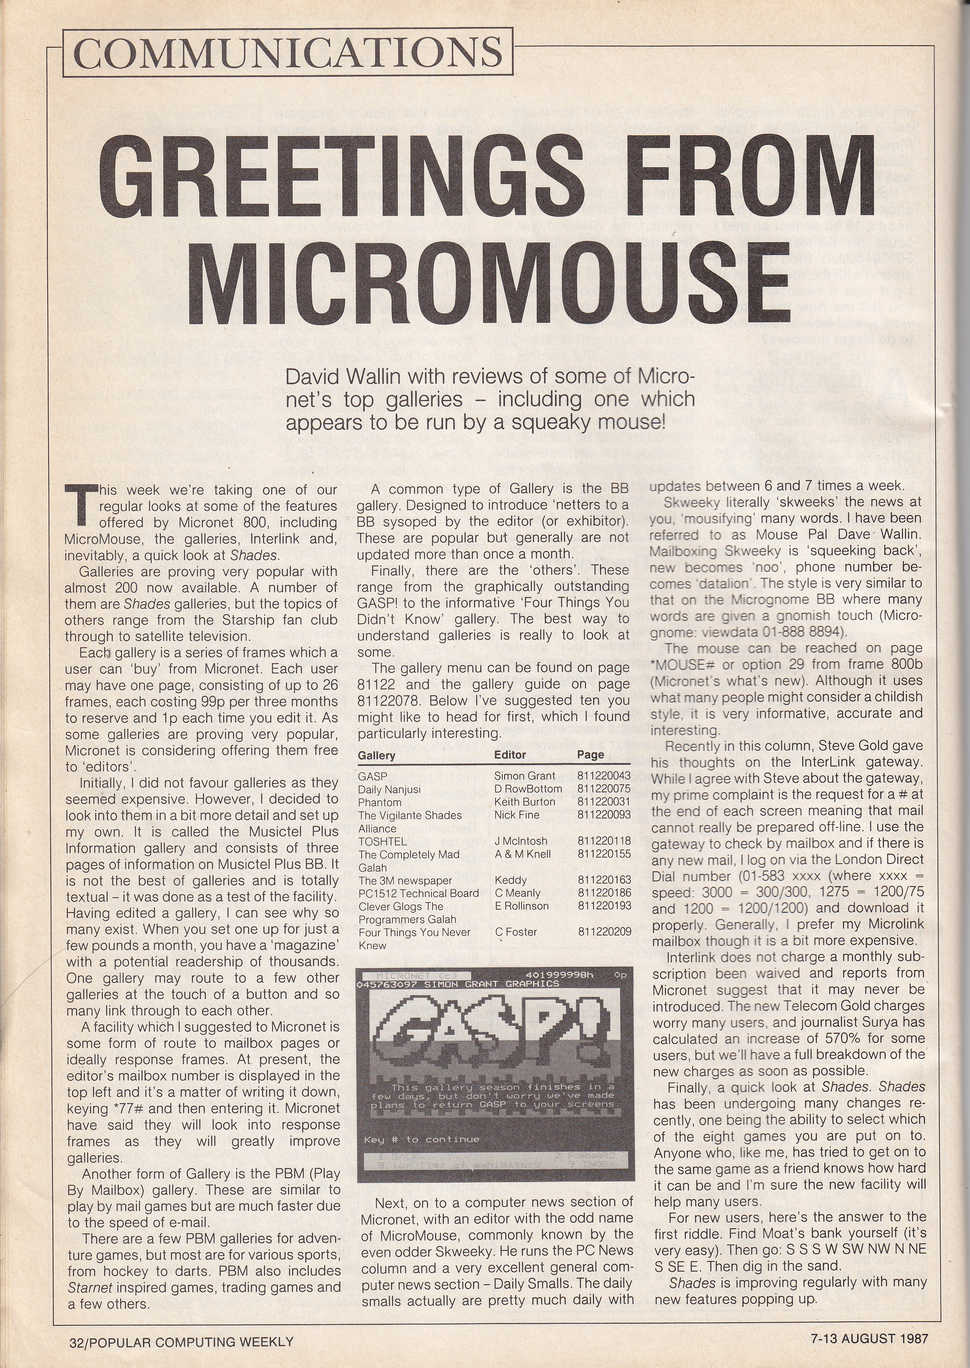 COMMUNICATIONS
GREETINGS FROM
MICROMOUSE
David Wallin with reviews of some of Micro-
net's top galleries – including one which
appears to be run by a squeaky mouse!
This week we're taking one of our
regular looks at some of the features
offered by Micronet 800, including
MicroMouse, the galleries, Interlink and,
inevitably, a quick look at Shades.
Galleries are proving very popular with
almost 200 now available. A number of
them are Shades galleries, but the topics of
others range from the Starship fan club
through to satellite television.
Each gallery is a series of frames which a
user can 'buy' from Micronet. Each user
may have one page, consisting of up to 26
frames, each costing 99p per three months
to reserve and 1p each time you edit it. As
some galleries are proving very popular,
Micronet is considering offering them free
to 'editors'.
Initially, I did not favour galleries as they
seemed expensive. However, I decided to
look into them in a bit more detail and set up
my own. It is called the Musictel Plus
Information gallery and consists of three
pages of information on Musictel Plus BB. It
is not the best of galleries and is totally
textual – it was done as a test of the facility.
Having edited a gallery, I can see why so
many exist. When you set one up for just a
few pounds a month, you have a 'magazine'
with a potential readership of thousands.
One gallery may route to a few other
galleries at the touch of a button and so
many link through to each other.
A facility which I suggested to Micronet is
some form of route to mailbox pages or
ideally response frames. At present, the
editor's mailbox number is displayed in the
top left and it's a matter of writing it down,
keying *77# and then entering it. Micronet
have said they will look into response
frames as they will greatly improve
galleries.
Another form of Gallery is the PBM (Play
By Mailbox) gallery. These are similar to
play by mail games but are much faster due
to the speed of e-mail.
There are a few PBM galleries for adven-
ture games, but most are for various sports,
from hockey to darts. PBM also includes
Starnet inspired games, trading games and
a few others.
A common type of Gallery is the BB
gallery. Designed to introduce 'netters to a
BB sysoped by the editor (or exhibitor).
These are popular but generally are not
updated more than once a month.
Finally, there are the 'others'. These
range from the graphically outstanding
GASP! to the informative 'Four Things You
Didn't Know' gallery. The best way to
understand galleries is really to look at
some.
The gallery menu can be found on page
81122 and the gallery guide on page
81122078. Below I've suggested ten you
might like to head for first, which I found
particularly interesting.
Gallery Editor Page
GASP Simon Grant 811220043
Daily Nanjusi D RowBottom 811220075
Phantom Keith Burton 811220031
The Vigilante Shades Nick Fine 811220093
Alliance
TOSHTEL J McIntosh 811220118
The Completely Mad A & M Knell 811220155
Galah
The 3M newspaper Keddy 811220163
PC1512 Technical Board C Meanly 811220186
Clever Glogs The E Rollinson 811220193
Programmers Galah
Four Things You Never C Foster 811220209
Knew
MICRONET (c) 401999998h 0p
045763097 SIMON GRANT GRAPHICS
GASP!
This gallery season finishes in a
few days, but don't worry we've made
plans to return GASP to your screens
Key # to continue
Next, on to a computer news section of
Micronet, with an editor with the odd name
of MicroMouse, commonly known by the
even odder Skweeky. He runs the PC News
column and a very excellent general com-
puter news section – Daily Smalls. The daily
smalls actually are pretty much daily with
updates between 6 and 7 times a week.
Skweeky literally 'skweeks' the news at
you, 'mousifying' many words. I have been
referred to as Mouse Pal Dave Wallin.
Mailboxing Skweeky is 'squeeking back',
new becomes 'noo', phone number be-
comes 'datalion'. The style is very similar to
that on the Micrognome BB where many
words are given a gnomish touch (Micro-
gnome: viewdata 01-888 8894).
The mouse can be reached on page
*MOUSE# or option 29 from frame 800b
(Micronet's what's new). Although it uses
what many people might consider a childish
style, it is very informative, accurate and
interesting.
Recently in this column, Steve Gold gave
his thoughts on the InterLink gateway.
While I agree with Steve about the gateway,
my prime complaint is the request for a # at
the end of each screen meaning that mail
cannot really be prepared off-line. I use the
gateway to check by mailbox and if there is
any new mail, I log on via the London Direct
Dial number (01-583 xxxx (where xxxx =
speed: 3000 = 300/300, 1275 = 1200/75
and 1200 = 1200/1200) and download it
properly. Generally, I prefer my Microlink
mailbox though it is a bit more expensive.
Interlink does not charge a monthly sub-
scription been waived and reports from
Micronet suggest that it may never be
introduced. The new Telecom Gold charges
worry many users, and journalist Surya has
calculated an increase of 570% for some
users, but we'll have a full breakdown of the
new charges as soon as possible.
Finally, a quick look at Shades. Shades
has been undergoing many changes re-
cently, one being the ability to select which
of the eight games you are put on to.
Anyone who, like me, has tried to get on to
the same game as a friend knows how hard
it can be and I'm sure the new facility will
help many users.
For new users, here's the answer to the
first riddle. Find Moat's bank yourself (it's
very easy). Then go: S S S W SW NW N NE
S SE E. Then dig in the sand.
Shades is improving regularly with many
new features popping up.
32/POPULAR COMPUTING WEEKLY
7-13 AUGUST 1987